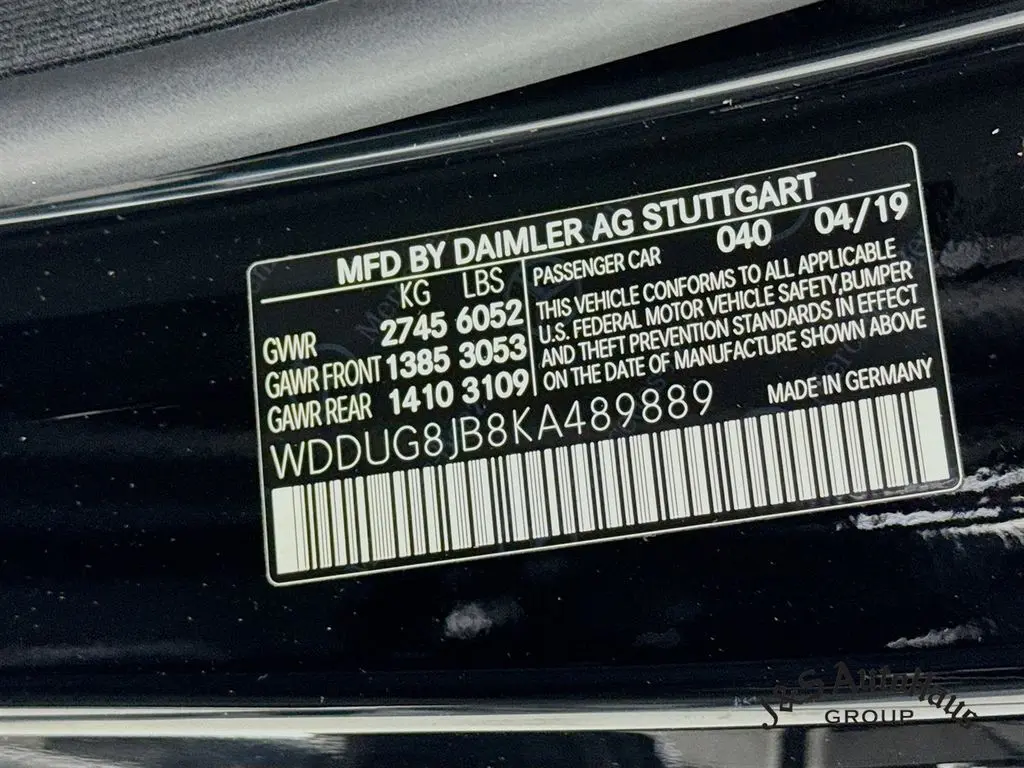 MFD BY DAIMLER AG STUTTGART
KG LBS
GVWR 2745 6052
GAWR FRONT 1385 3053
GAWR REAR 1410 3109
PASSENGER CAR 040 04/19
THIS VEHICLE CONFORMS TO ALL APPLICABLE
U.S. FEDERAL MOTOR VEHICLE SAFETY,BUMPER
AND THEFT PREVENTION STANDARDS IN EFFECT
ON THE DATE OF MANUFACTURE SHOWN ABOVE
WDDUG8JB8KA489889
MADE IN GERMANY
J&S AutoHaus
GROUP